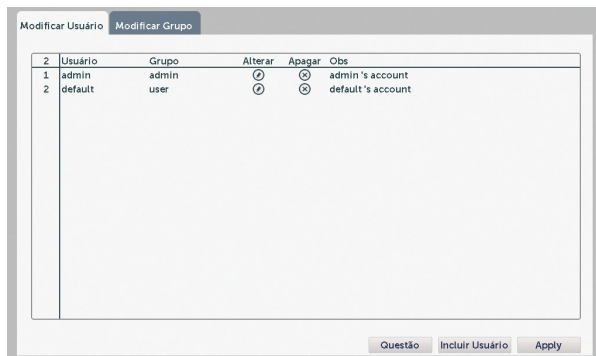 Modificar Usuário Modificar Grupo
2 Usuário Grupo Alterar Apagar Obs
1 admin admin admin 's account
2 default user default 's account
Questão Incluir Usuário Apply